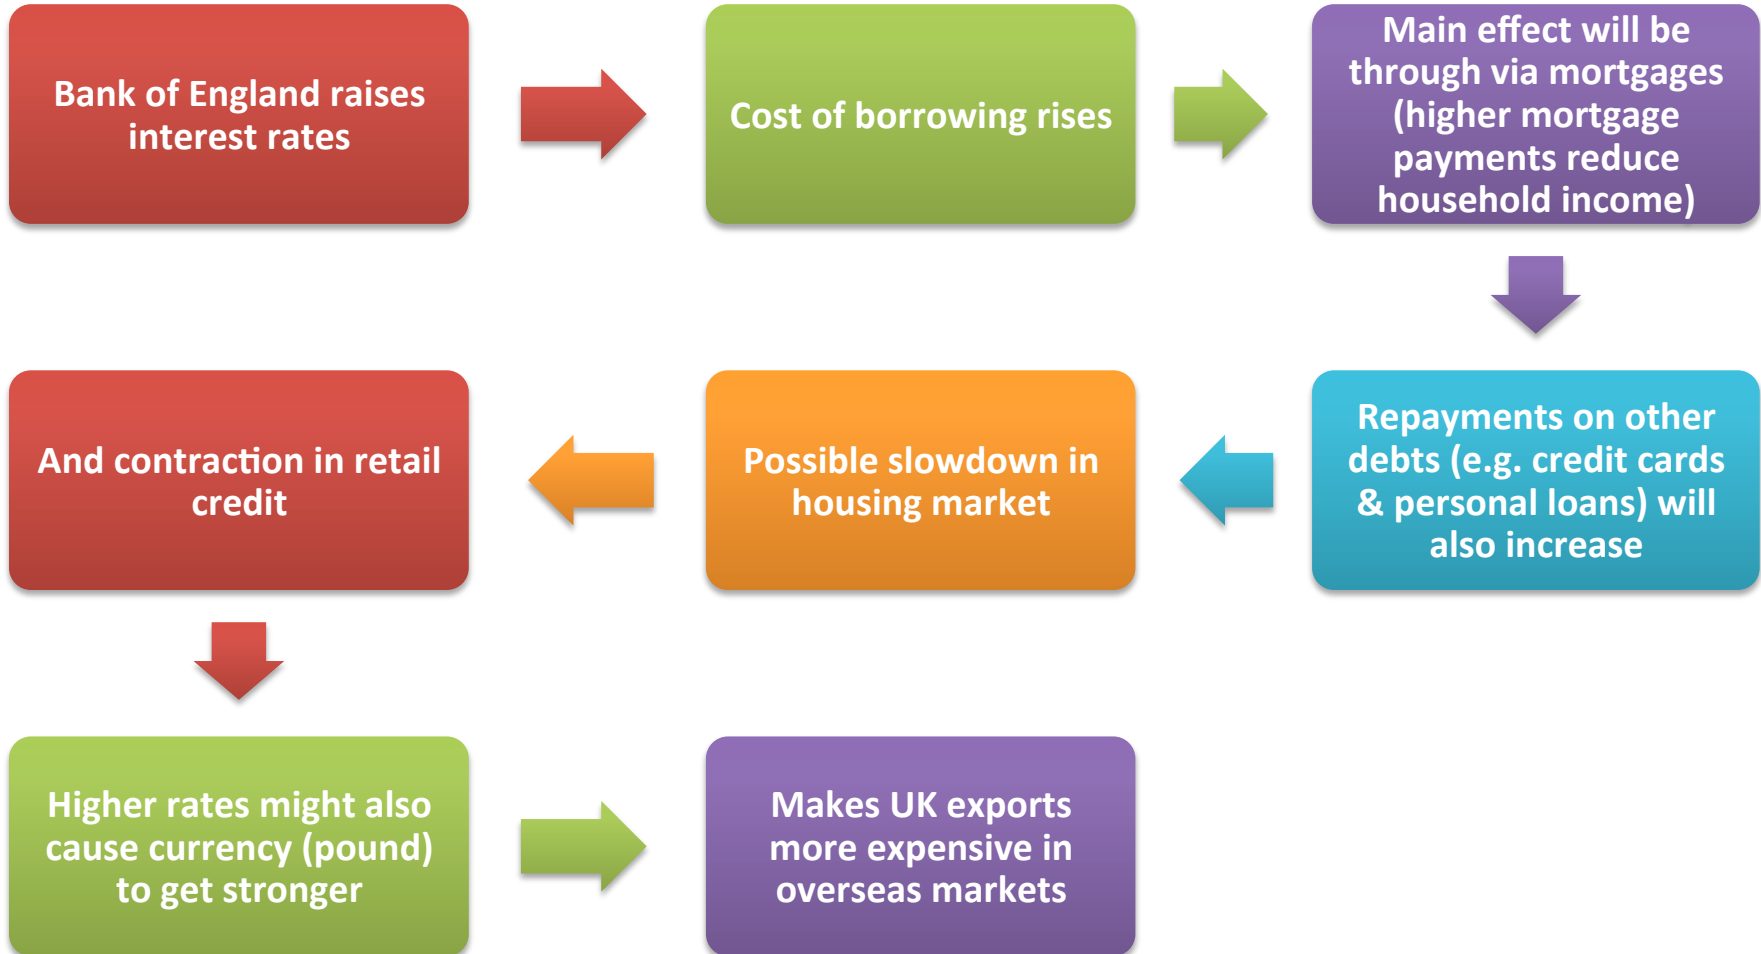 Bank of England raises
interest rates
Cost of borrowing rises
Main effect will be
through via mortgages
(higher mortgage
payments reduce
household income)
Repayments on other
debts (e.g. credit cards
& personal loans) will
also increase
Possible slowdown in
housing market
And contraction in retail
credit
Higher rates might also
cause currency (pound)
to get stronger
Makes UK exports
more expensive in
overseas markets